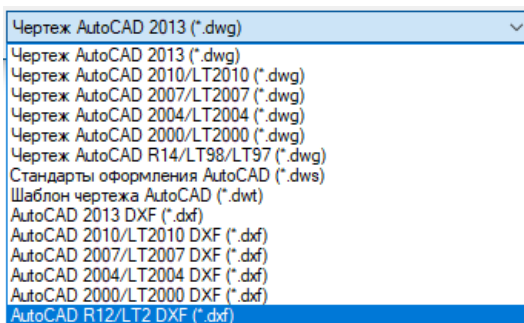 Чертеж AutoCAD 2013 (*.dwg)
Чертеж AutoCAD 2013 (*.dwg)
Чертеж AutoCAD 2010/LT2010 (*.dwg)
Чертеж AutoCAD 2007/LT2007 (*.dwg)
Чертеж AutoCAD 2004/LT2004 (*.dwg)
Чертеж AutoCAD 2000/LT2000 (*.dwg)
Чертеж AutoCAD R14/LT98/LT97 (*.dwg)
Стандарты оформления AutoCAD (*.dws)
Шаблон чертежа AutoCAD (*.dwt)
AutoCAD 2013 DXF (*.dxf)
AutoCAD 2010/LT2010 DXF (*.dxf)
AutoCAD 2007/LT2007 DXF (*.dxf)
AutoCAD 2004/LT2004 DXF (*.dxf)
AutoCAD 2000/LT2000 DXF (*.dxf)
AutoCAD R12/LT2 DXF (*.dxf)